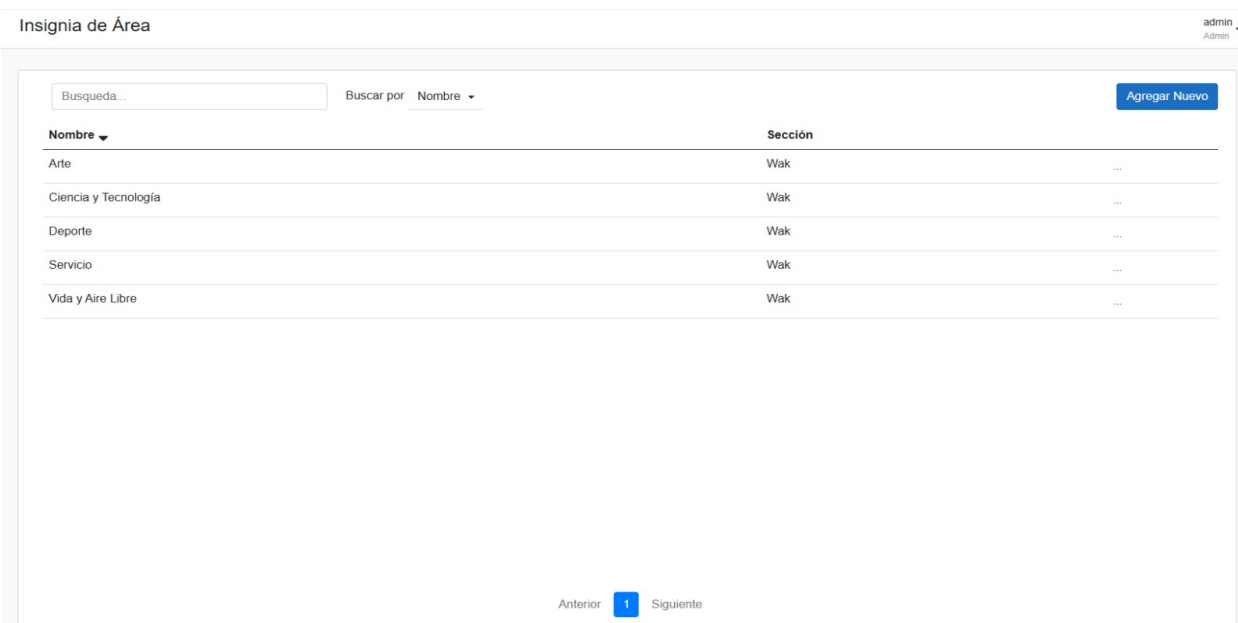 Insignia de Área
admin
Admin
Busqueda...
Buscar por Nombre
Agregar Nuevo
Nombre Sección
Arte Wak ...
Ciencia y Tecnología Wak ...
Deporte Wak ...
Servicio Wak ...
Vida y Aire Libre Wak ...
Anterior 1 Siguiente